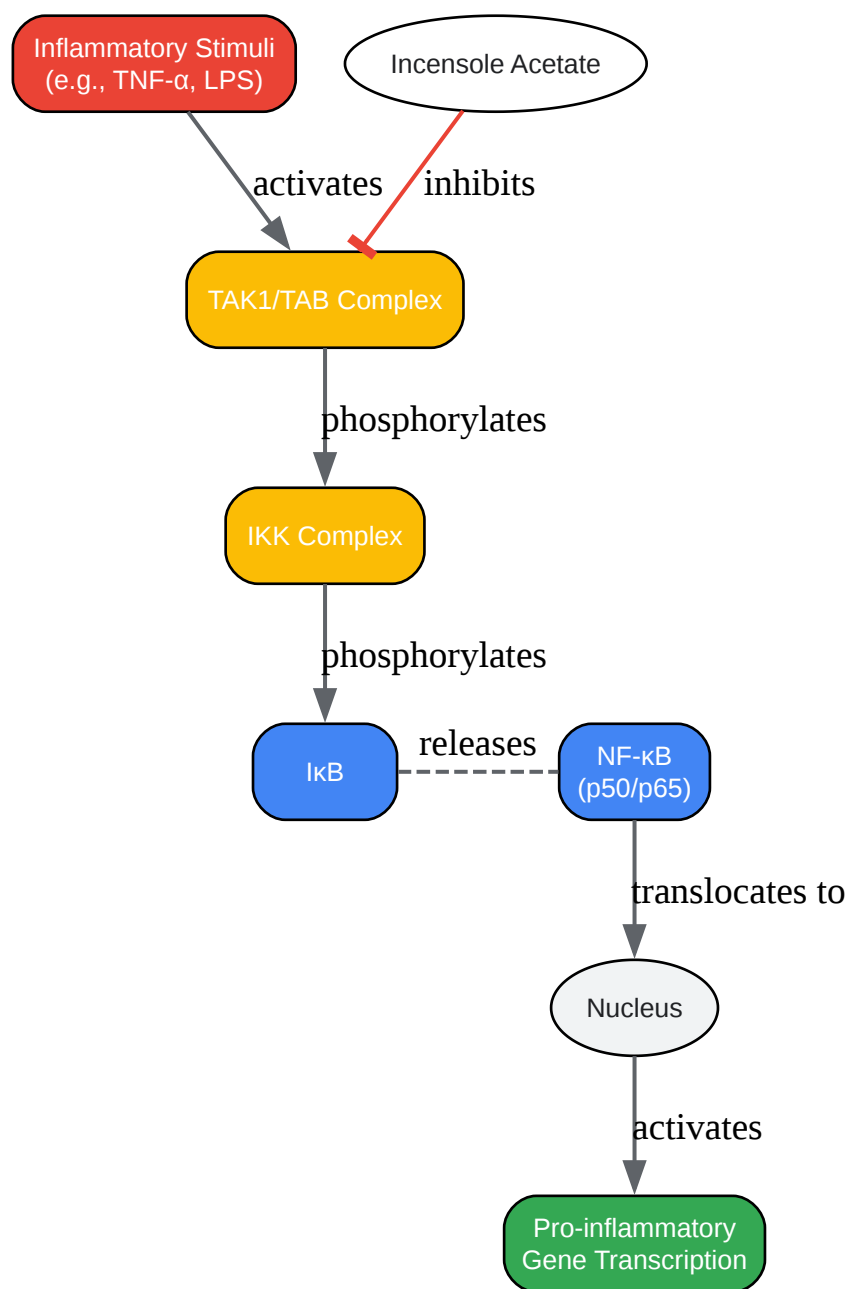 Inflammatory Stimuli
(e.g., TNF-α, LPS)
Incensole Acetate
activates
inhibits
TAK1/TAB Complex
phosphorylates
IKK Complex
phosphorylates
IκB
releases
NF-κB
(p50/p65)
translocates to
Nucleus
activates
Pro-inflammatory
Gene Transcription